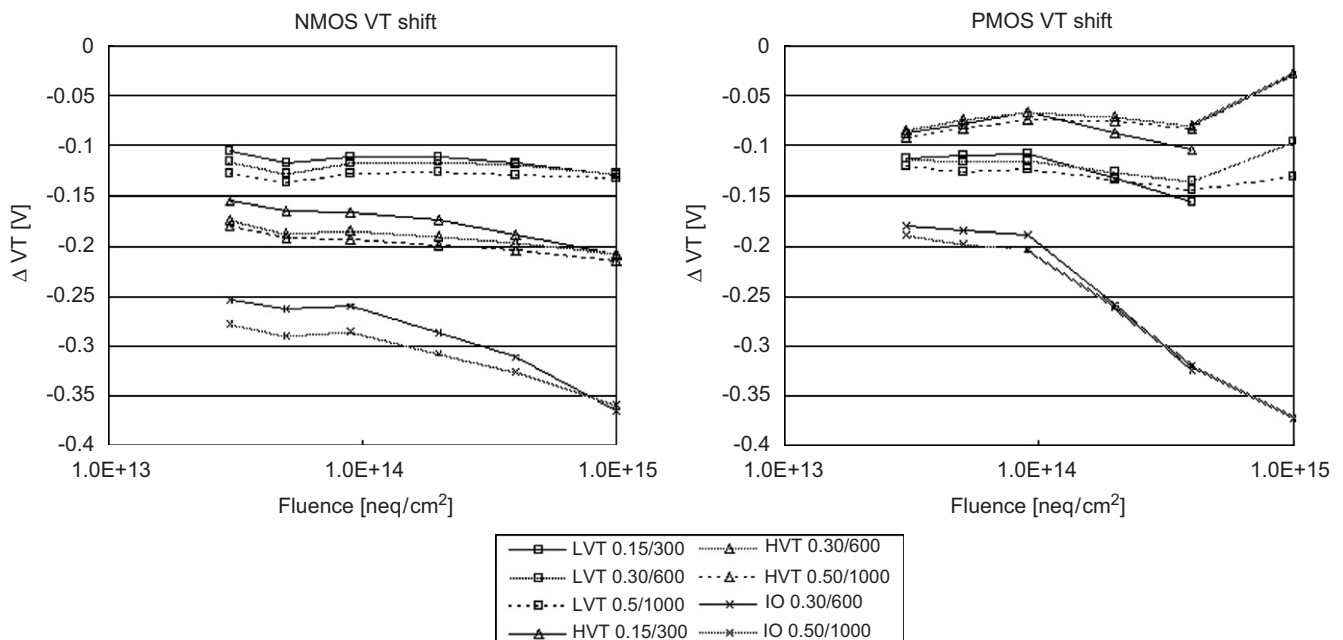 NMOS VT shift
0
-0.05
-0.1
-0.15
-0.2
-0.25
-0.3
-0.35
-0.4
Δ VT [V]
1.0E+13
1.0E+14
1.0E+15
Fluence [neq/cm²]
PMOS VT shift
0
-0.05
-0.1
-0.15
-0.2
-0.25
-0.3
-0.35
-0.4
Δ VT [V]
1.0E+13
1.0E+14
1.0E+15
Fluence [neq/cm²]
LVT 0.15/300
LVT 0.30/600
LVT 0.5/1000
HVT 0.15/300
HVT 0.30/600
HVT 0.50/1000
IO 0.30/600
IO 0.50/1000